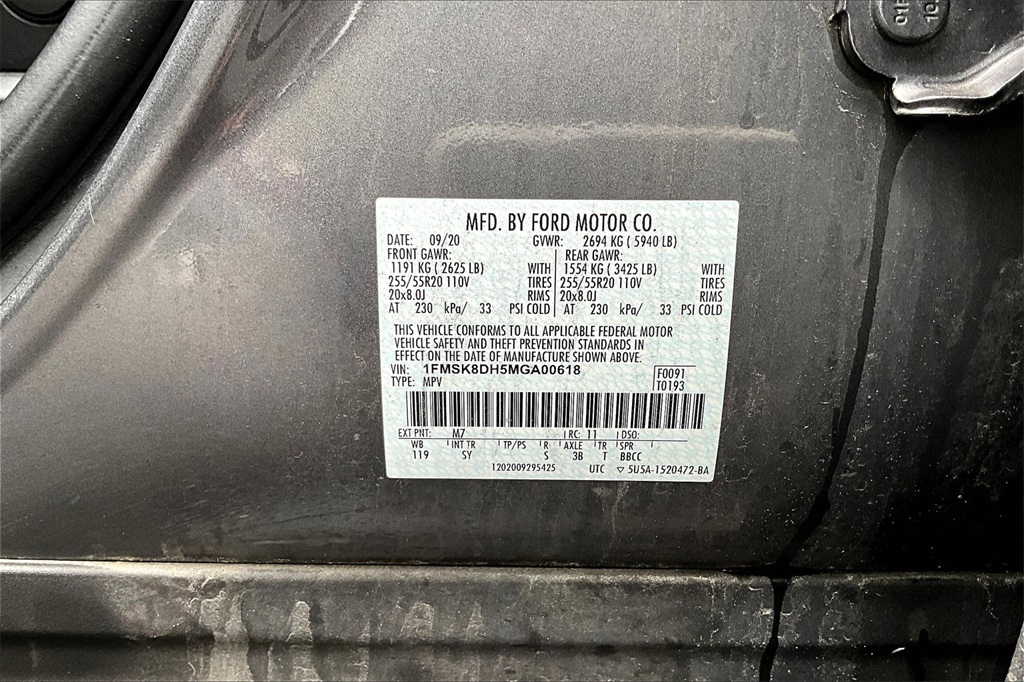 MFD. BY FORD MOTOR CO.
DATE: 09/20 GVWR: 2694 KG ( 5940 LB)
FRONT GAWR: REAR GAWR:
1191 KG ( 2625 LB) WITH 1554 KG ( 3425 LB) WITH
255/55R20 110V TIRES 255/55R20 110V TIRES
20x8.0J RIMS 20x8.0J RIMS
AT 230 kPa/ 33 PSI COLD AT 230 kPa/ 33 PSI COLD
THIS VEHICLE CONFORMS TO ALL APPLICABLE FEDERAL MOTOR
VEHICLE SAFETY AND THEFT PREVENTION STANDARDS IN
EFFECT ON THE DATE OF MANUFACTURE SHOWN ABOVE.
VIN: 1FMSK8DH5MGA00618 F0091
TYPE: MPV T0193
EXT PNT: M7 RC: 11 DSO:
WB INT TR TP/PS R AXLE TR SPR
119 SY S 3B T BBCC
1202009295425 UTC ▽ 5U5A-1520472-BA